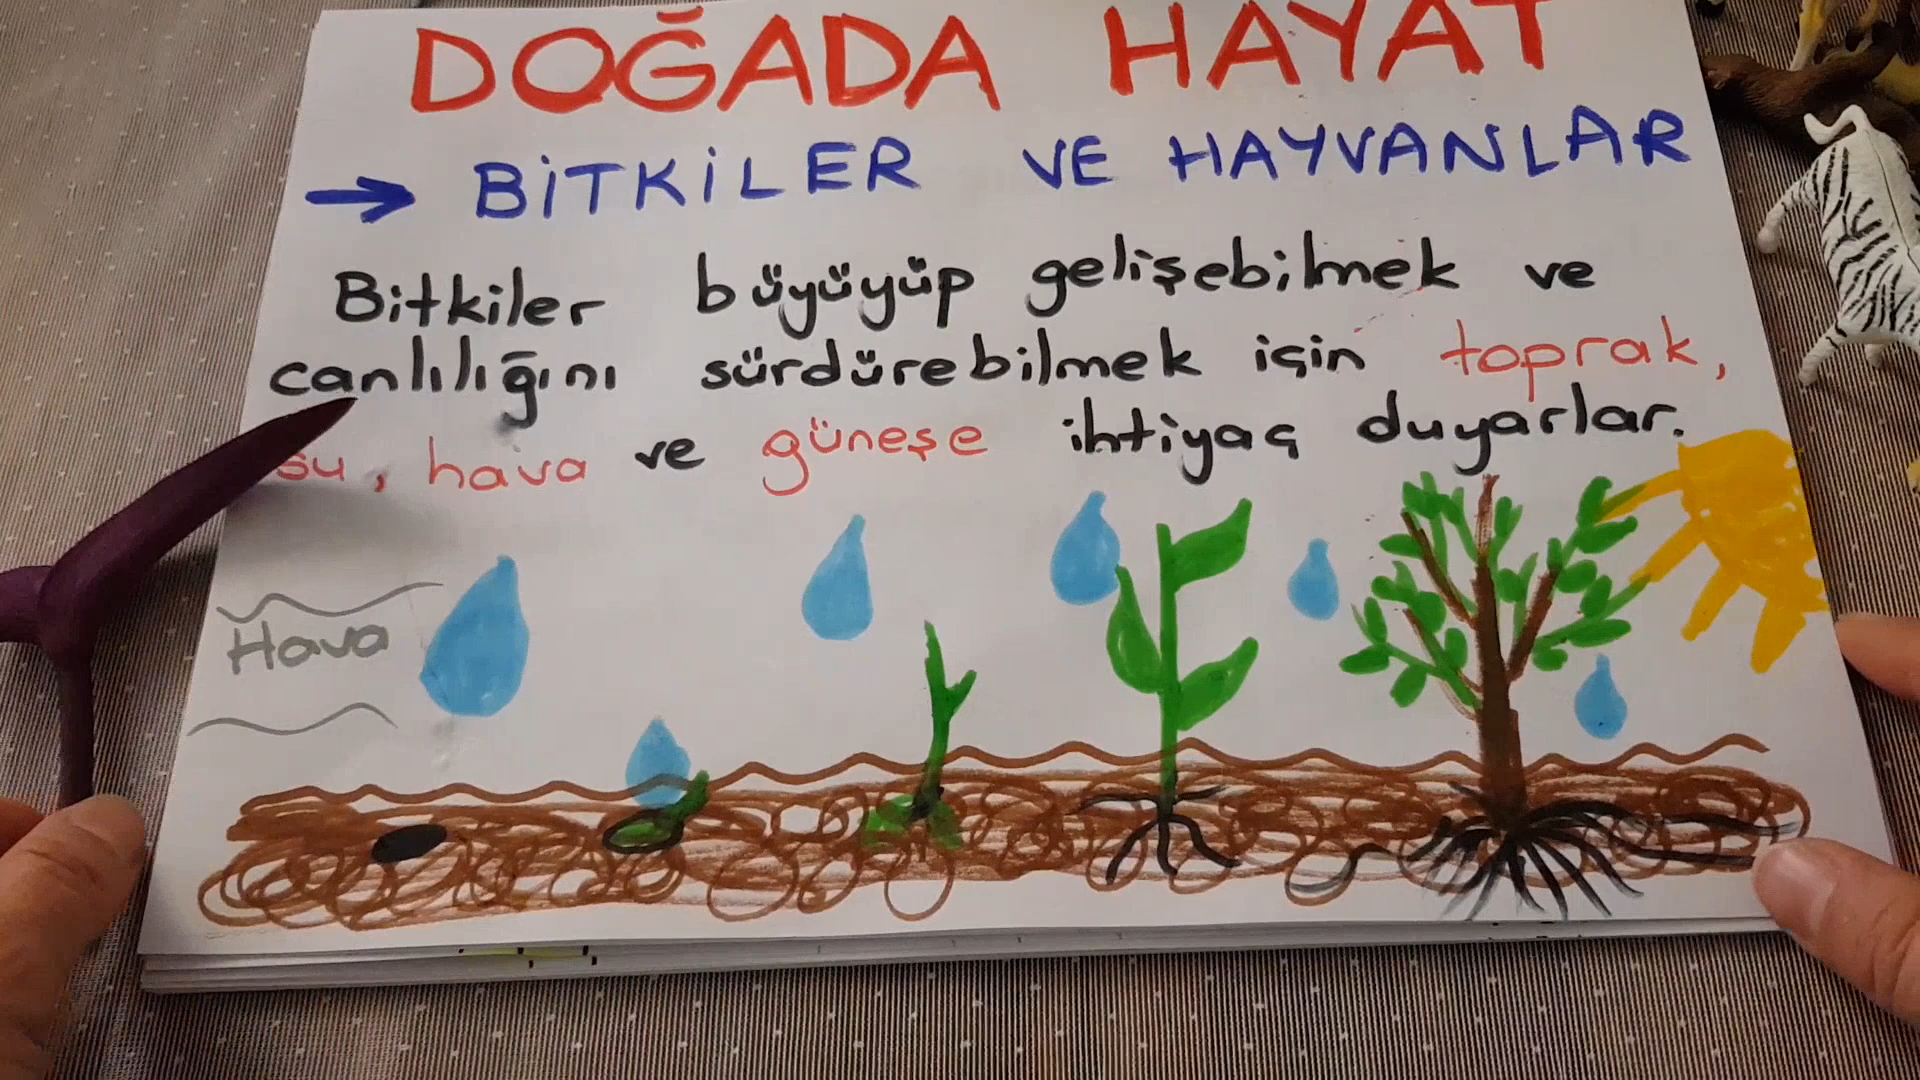 DOĞADA HAYAT
→ BİTKİLER VE HAYVANLAR
Bitkiler büyüyüp gelişebilmek ve
canlılığını sürdürebilmek için toprak,
su, hava ve güneşe ihtiyaç duyarlar.
Hava